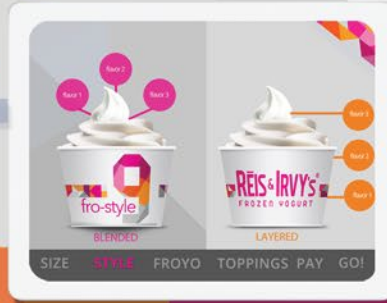 flavor 2
flavor 1
flavor 3
flavor 3
flavor 2
flavor 1
fro-style
9
RĒIS & IRVY'S®
FROZEN YOGURT
BLENDED
LAYERED
SIZE STYLE FROYO TOPPINGS PAY GO!